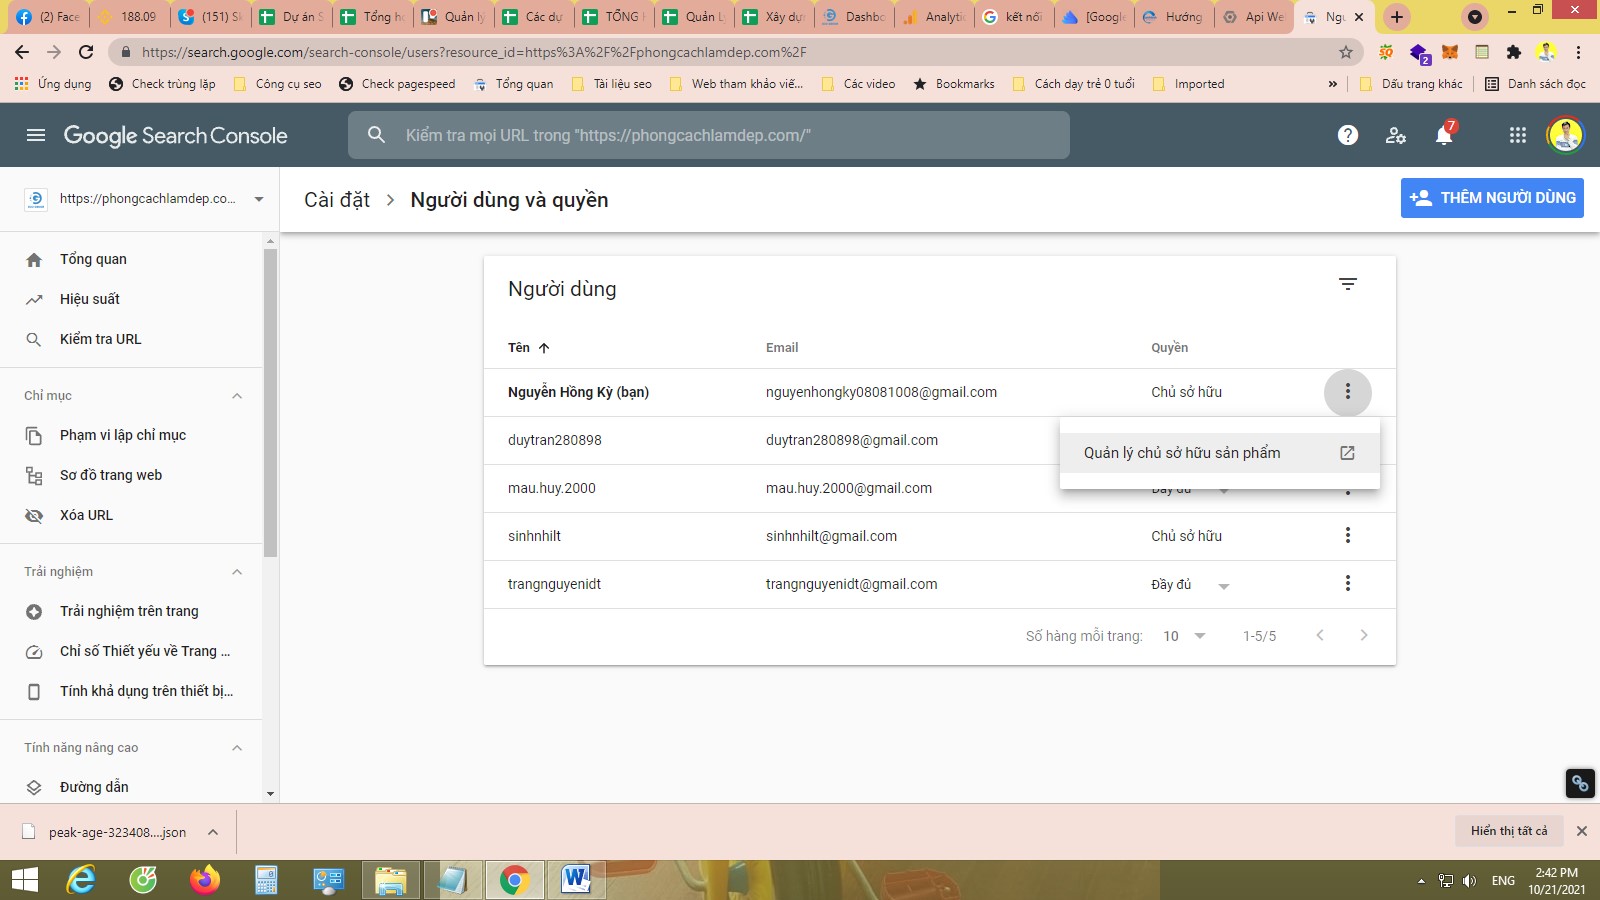 (2) Face
188.09
(151) Sk
Dự án S
Tổng h
Quản lý
Các dự
TỔNG
Quản L
Xây dự
Dashbo
Analytic
kết nối
[Google
Hướng
Api We
https://search.google.com/search-console/users?resource_id=https%3A%2F%2Fphongcachlamdep.com%2F
2
Ứng dụng
Check trùng lặp
Công cụ seo
Check pagespeed
Tổng quan
Tài liệu seo
Web tham khảo viế...
Các video
Bookmarks
Cách dạy trẻ 0 tuổi
Imported
»
Dấu trang khác
Danh sách đọc
Google Search Console
Kiểm tra mọi URL trong "https://phongcachlamdep.com/"
7
https://phongcachlamdep.co...
Cài đặt > Người dùng và quyền
THÊM NGƯỜI DÙNG
Tổng quan
Hiệu suất
Kiểm tra URL
Chỉ mục
Phạm vi lập chỉ mục
Sơ đồ trang web
Xóa URL
Trải nghiệm
Trải nghiệm trên trang
Chỉ số Thiết yếu về Trang ...
Tính khả dụng trên thiết bị...
Tính năng nâng cao
Đường dẫn
Người dùng
Tên Email Quyền
Nguyễn Hồng Kỳ (bạn) nguyenhongky08081008@gmail.com Chủ sở hữu
duytran280898 duytran280898@gmail.com
Quản lý chủ sở hữu sản phẩm
mau.huy.2000 mau.huy.2000@gmail.com Đầy đủ
sinhnhilt sinhnhilt@gmail.com Chủ sở hữu
trangnguyenidt trangnguyenidt@gmail.com Đầy đủ
Số hàng mỗi trang: 10 1-5/5
peak-age-323408....json
Hiển thị tất cả
ENG
2:42 PM
10/21/2021